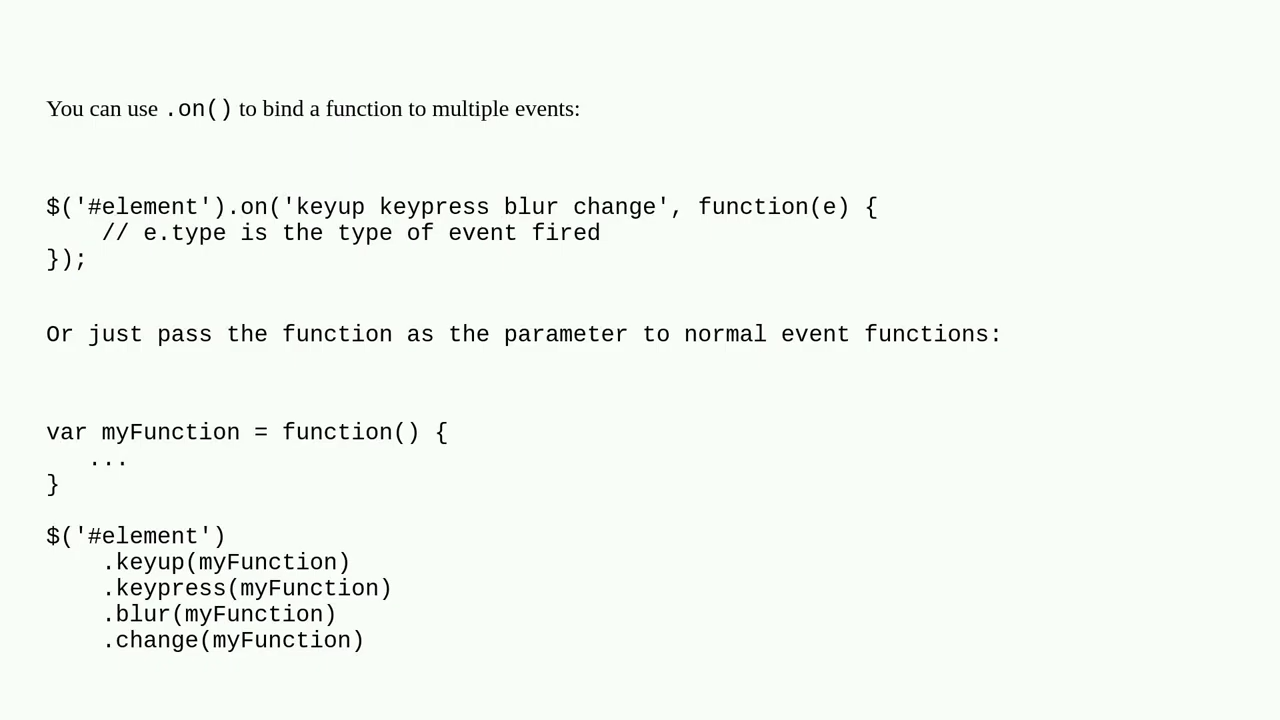 You can use .on() to bind a function to multiple events:
$('#element').on('keyup keypress blur change', function(e) {
    // e.type is the type of event fired
});
Or just pass the function as the parameter to normal event functions:
var myFunction = function() {
   ...
}
$('#element')
    .keyup(myFunction)
    .keypress(myFunction)
    .blur(myFunction)
    .change(myFunction)